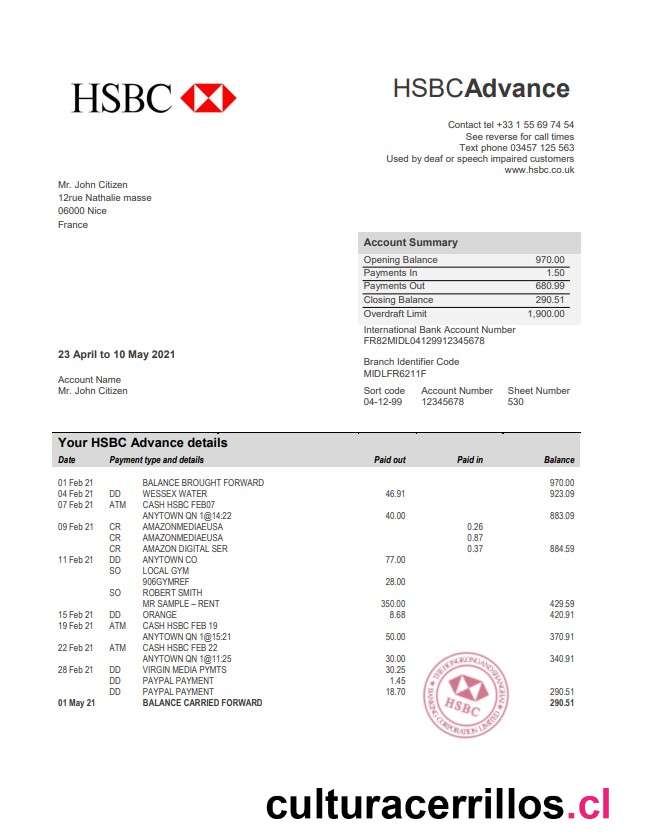 HSBC
HSBCAdvance
Contact tel +33 1 55 69 74 54
See reverse for call times
Text phone 03457 125 563
Used by deaf or speech impaired customers
www.hsbc.co.uk
Mr. John Citizen
12rue Nathalie masse
06000 Nice
France
Account Summary
Opening Balance 970.00
Payments In 1.50
Payments Out 680.99
Closing Balance 290.51
Overdraft Limit 1,900.00
International Bank Account Number
FR82MIDL04129912345678
23 April to 10 May 2021
Branch Identifier Code
MIDLFR6211F
Account Name
Mr. John Citizen
Sort code Account Number Sheet Number
04-12-99 12345678 530
Your HSBC Advance details
Date Payment type and details Paid out Paid in Balance
01 Feb 21 BALANCE BROUGHT FORWARD 970.00
04 Feb 21 DD WESSEX WATER 46.91 923.09
07 Feb 21 ATM CASH HSBC FEB07
ANYTOWN QN 1@14:22 40.00 883.09
09 Feb 21 CR AMAZONMEDIAEUSA 0.26
CR AMAZONMEDIAEUSA 0.87
CR AMAZON DIGITAL SER 0.37 884.59
11 Feb 21 DD ANYTOWN CO 77.00
SO LOCAL GYM
906GYMREF 28.00
SO ROBERT SMITH
MR SAMPLE – RENT 350.00 429.59
15 Feb 21 DD ORANGE 8.68 420.91
19 Feb 21 ATM CASH HSBC FEB 19
ANYTOWN QN 1@15:21 50.00 370.91
22 Feb 21 ATM CASH HSBC FEB 22
ANYTOWN QN 1@11:25 30.00 340.91
28 Feb 21 DD VIRGIN MEDIA PYMTS 30.25
DD PAYPAL PAYMENT 1.45
DD PAYPAL PAYMENT 18.70 290.51
01 May 21 BALANCE CARRIED FORWARD 290.51
THE HONGKONG AND SHANGHAI
BANKING CORPORATION LIMITED
HSBC
culturacerrillos.cl